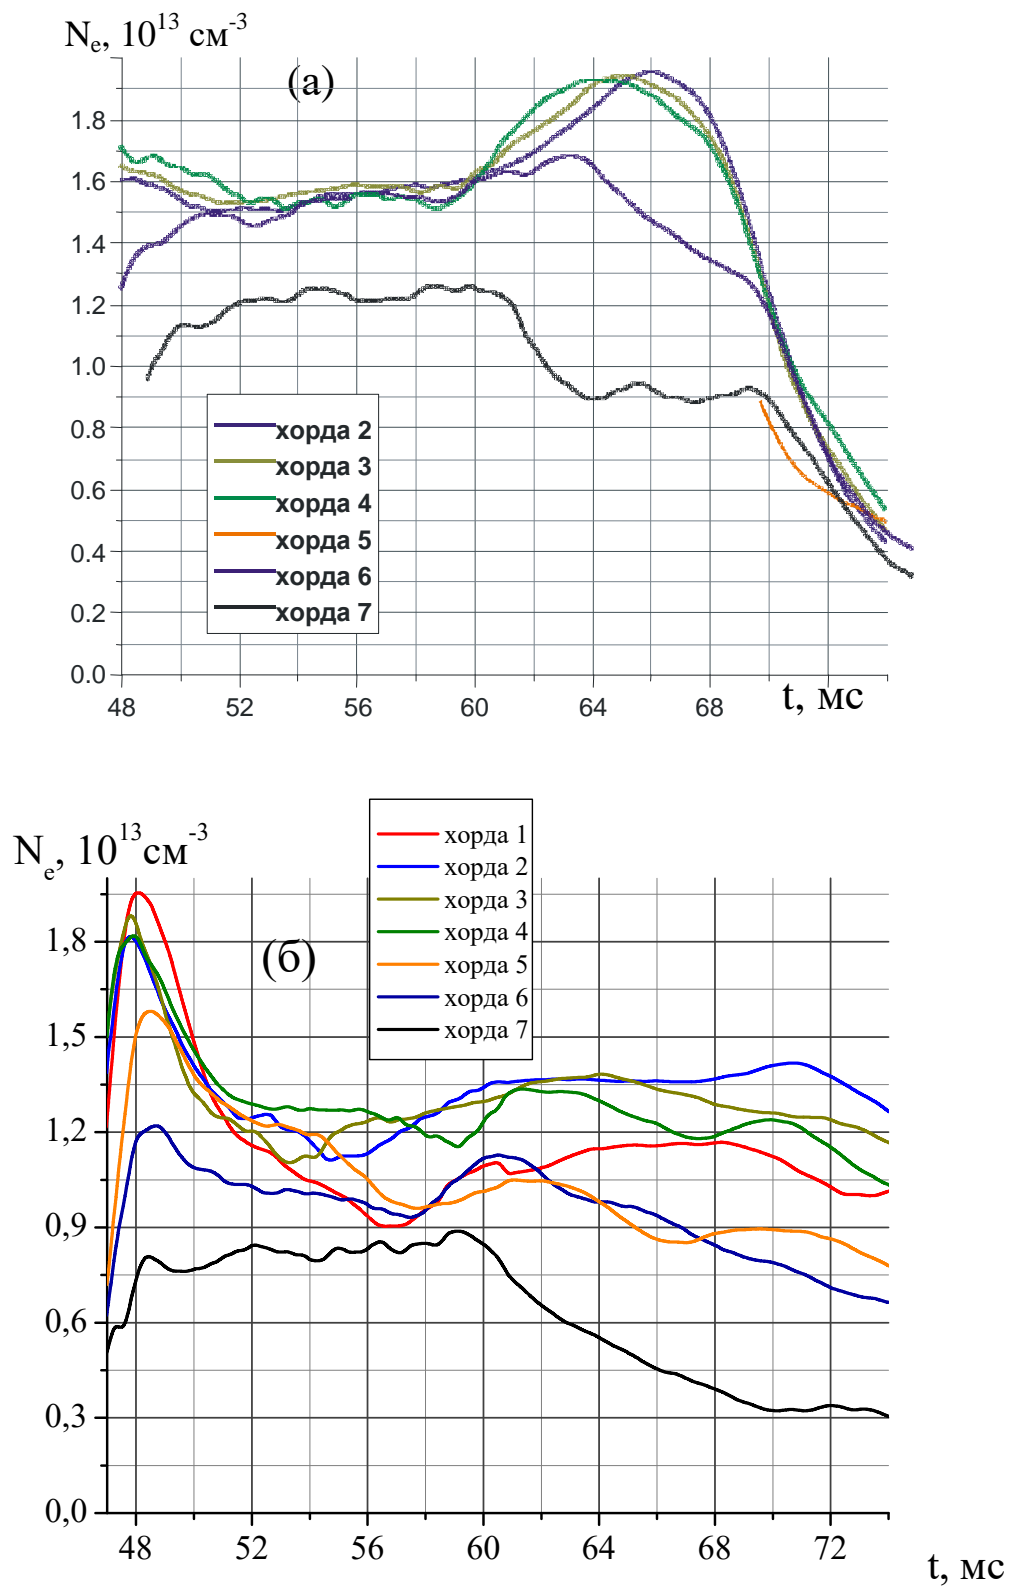 Nₑ, 10¹³ см⁻³
(а)
1.8
1.6
1.4
1.2
1.0
0.8
0.6
0.4
0.2
0.0
хорда 2
хорда 3
хорда 4
хорда 5
хорда 6
хорда 7
48 52 56 60 64 68 t, мс
Nₑ, 10¹³см⁻³
(б)
хорда 1
хорда 2
хорда 3
хорда 4
хорда 5
хорда 6
хорда 7
1,8
1,5
1,2
0,9
0,6
0,3
0,0
48 52 56 60 64 68 72
t, мс